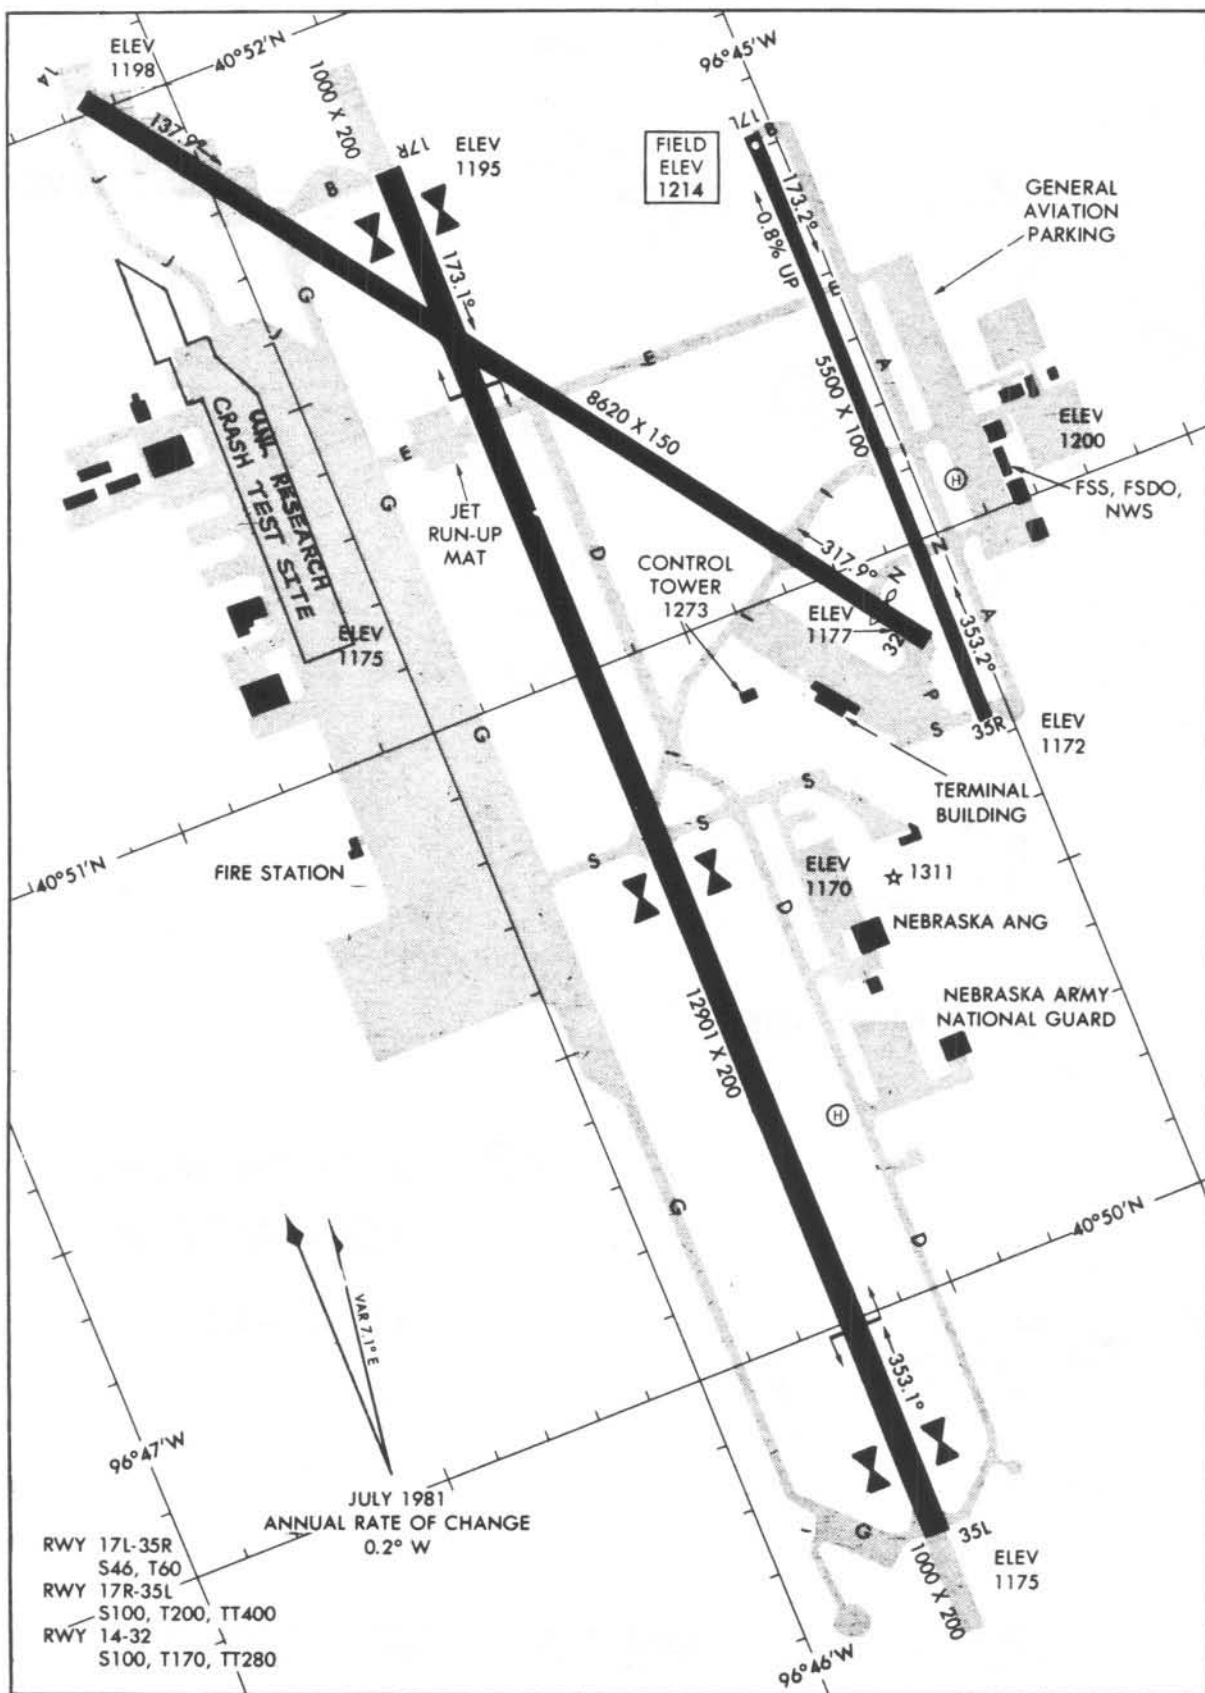 ELEV
1198
40°52'N
96°45'W
14
1000 X 200
137.9°
17R
ELEV
1195
FIELD
ELEV
1214
17L
B
173.2°
0.8% UP
GENERAL
AVIATION
PARKING
J
B
173.1°
J
G
J
E
E
A
5500 X 100
8620 X 150
ELEV
1200
UNL RESEARCH
CRASH TEST SITE
E
G
JET
RUN-UP
MAT
H
FSS, FSDO,
NWS
D
I
317.9°
N
N
CONTROL
TOWER
1273
ELEV
1177
32
A
353.2°
ELEV
1175
I
P
S
35R
ELEV
1172
G
I
TERMINAL
BUILDING
S
S
40°51'N
FIRE STATION
S
ELEV
1170
1311
D
NEBRASKA ANG
12901 X 200
NEBRASKA ARMY
NATIONAL GUARD
H
G
D
40°50'N
VAR 7.1° E
353.1°
96°47'W
JULY 1981
ANNUAL RATE OF CHANGE
0.2° W
G
35L
ELEV
1175
1000 X 200
96°46'W
RWY 17L-35R
S46, T60
RWY 17R-35L
S100, T200, TT400
RWY 14-32
S100, T170, TT280